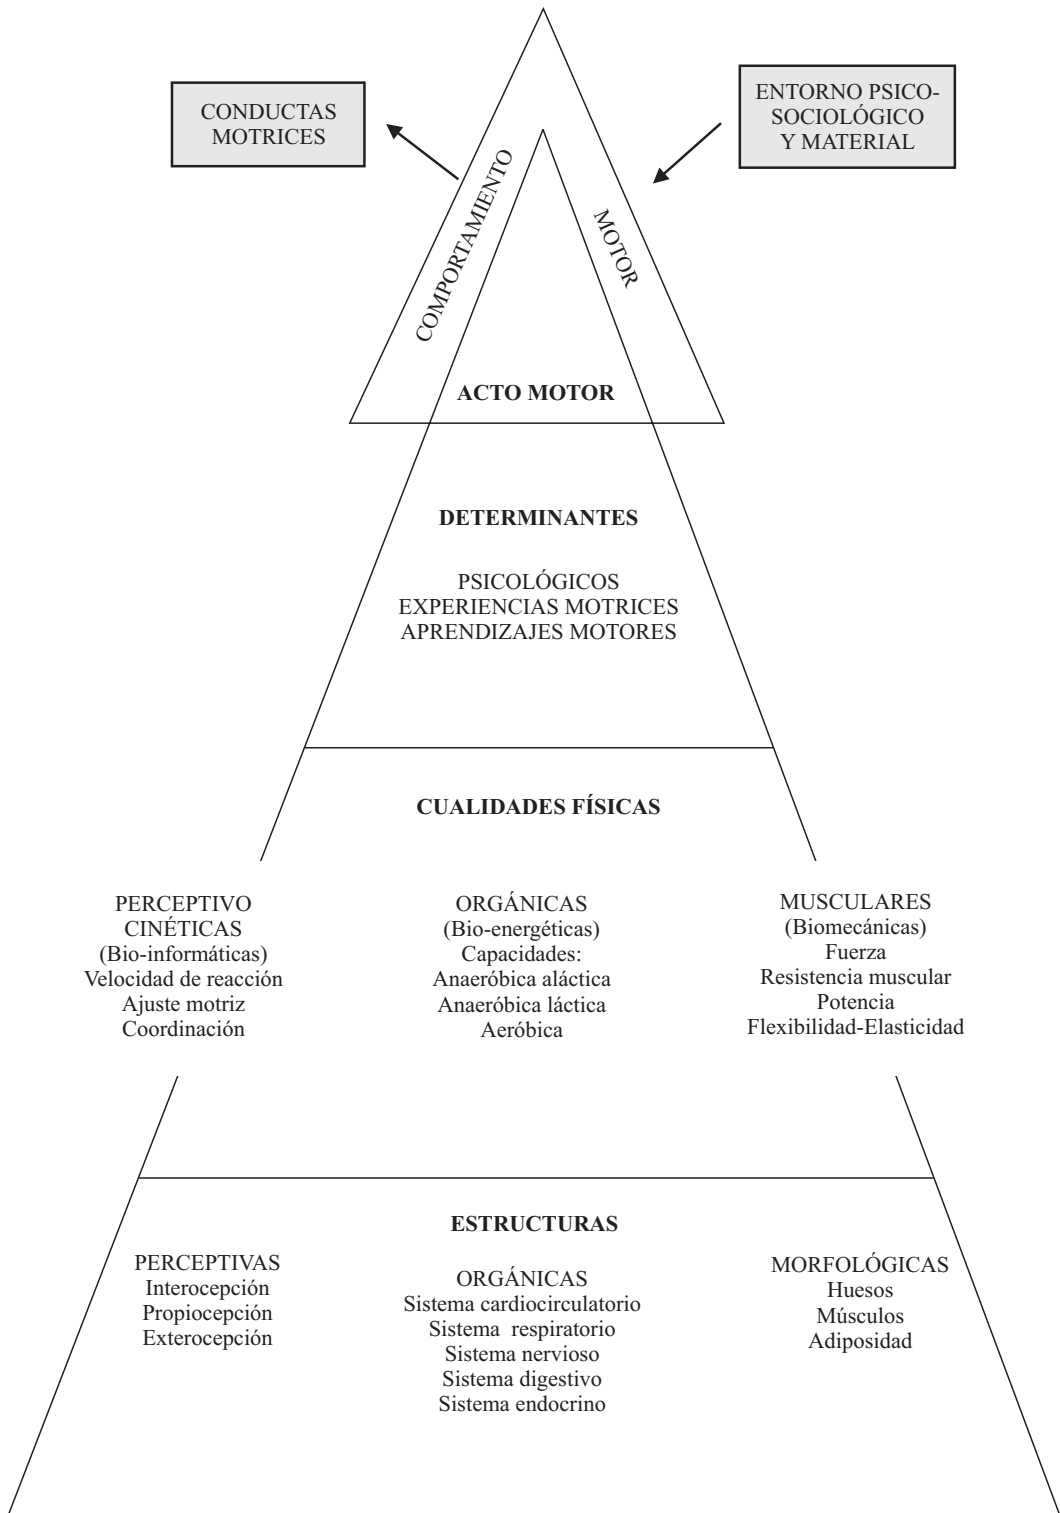 CONDUCTAS
MOTRICES
ENTORNO PSICO-
SOCIOLÓGICO
Y MATERIAL
COMPORTAMIENTO
MOTOR
ACTO MOTOR
DETERMINANTES
PSICOLÓGICOS
EXPERIENCIAS MOTRICES
APRENDIZAJES MOTORES
CUALIDADES FÍSICAS
PERCEPTIVO
CINÉTICAS
(Bio-informáticas)
Velocidad de reacción
Ajuste motriz
Coordinación
ORGÁNICAS
(Bio-energéticas)
Capacidades:
Anaeróbica aláctica
Anaeróbica láctica
Aeróbica
MUSCULARES
(Biomecánicas)
Fuerza
Resistencia muscular
Potencia
Flexibilidad-Elasticidad
ESTRUCTURAS
PERCEPTIVAS
Interocepción
Propiocepción
Exterocepción
ORGÁNICAS
Sistema cardiocirculatorio
Sistema respiratorio
Sistema nervioso
Sistema digestivo
Sistema endocrino
MORFOLÓGICAS
Huesos
Músculos
Adiposidad